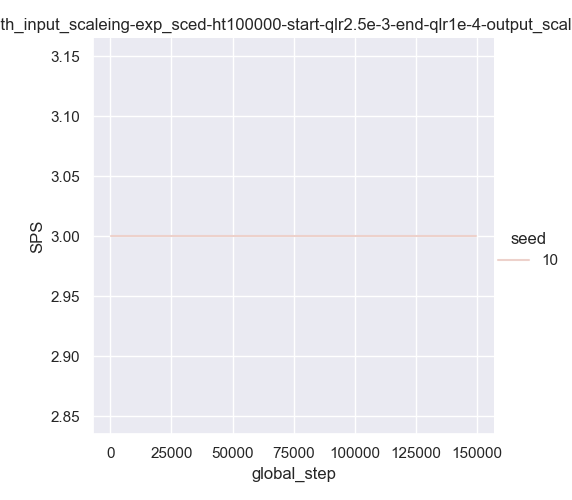 th_input_scaleing-exp_sced-ht100000-start-qlr2.5e-3-end-qlr1e-4-output_scal
3.15
3.10
3.05
3.00
2.95
2.90
2.85
SPS
seed
10
0 25000 50000 75000 100000 125000 150000
global_step